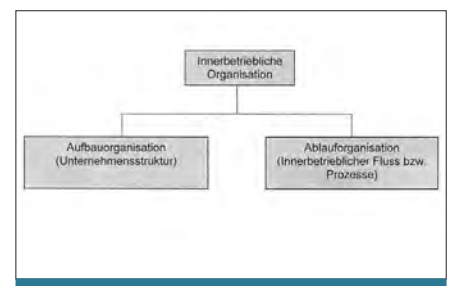 Innerbetriebliche
Organisation
Aufbauorganisation
(Unternehmensstruktur)
Ablauforganisation
(Innerbetrieblicher Fluss bzw.
Prozesse)